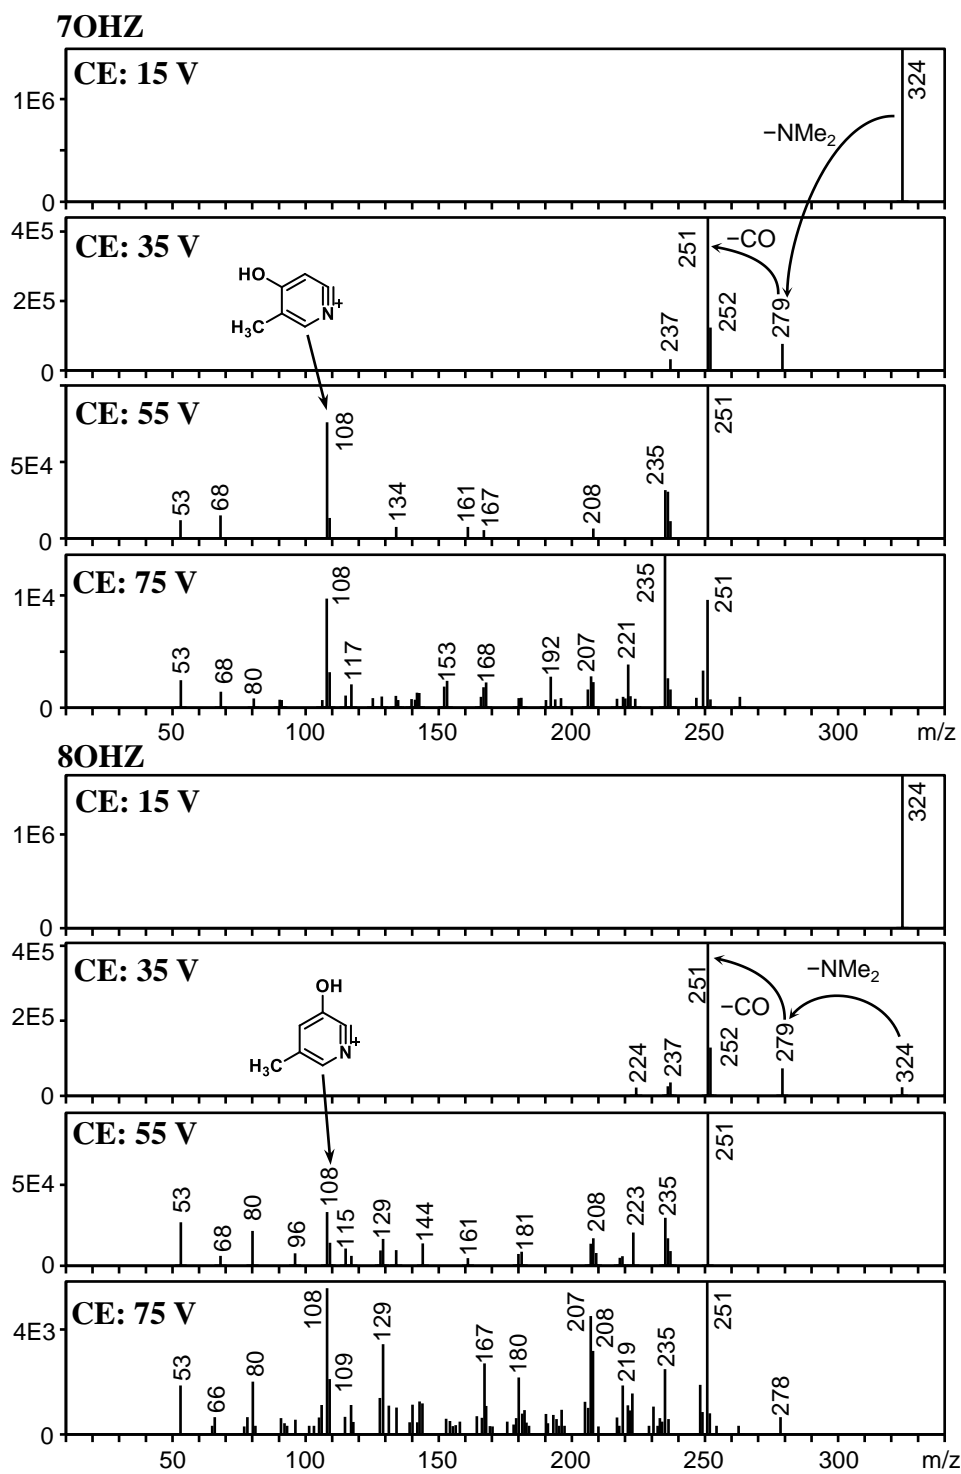 7OHZ
CE: 15 V
1E6
0
324
−NMe2
CE: 35 V
4E5
2E5
0
HO
H3C
N
+
237
251
252
−CO
279
CE: 55 V
5E4
0
53
68
108
134
161
167
208
235
251
CE: 75 V
1E4
0
53
68
80
108
117
153
168
192
207
221
235
251
50 100 150 200 250 300 m/z
8OHZ
CE: 15 V
1E6
0
324
CE: 35 V
4E5
2E5
0
OH
H3C
N
+
224
237
251
252
−CO
279
−NMe2
324
CE: 55 V
5E4
0
53
68
80
96
108
115
129
144
161
181
208
223
235
251
CE: 75 V
4E3
0
53
66
80
108
109
129
167
180
207
208
219
235
251
278
50 100 150 200 250 300 m/z